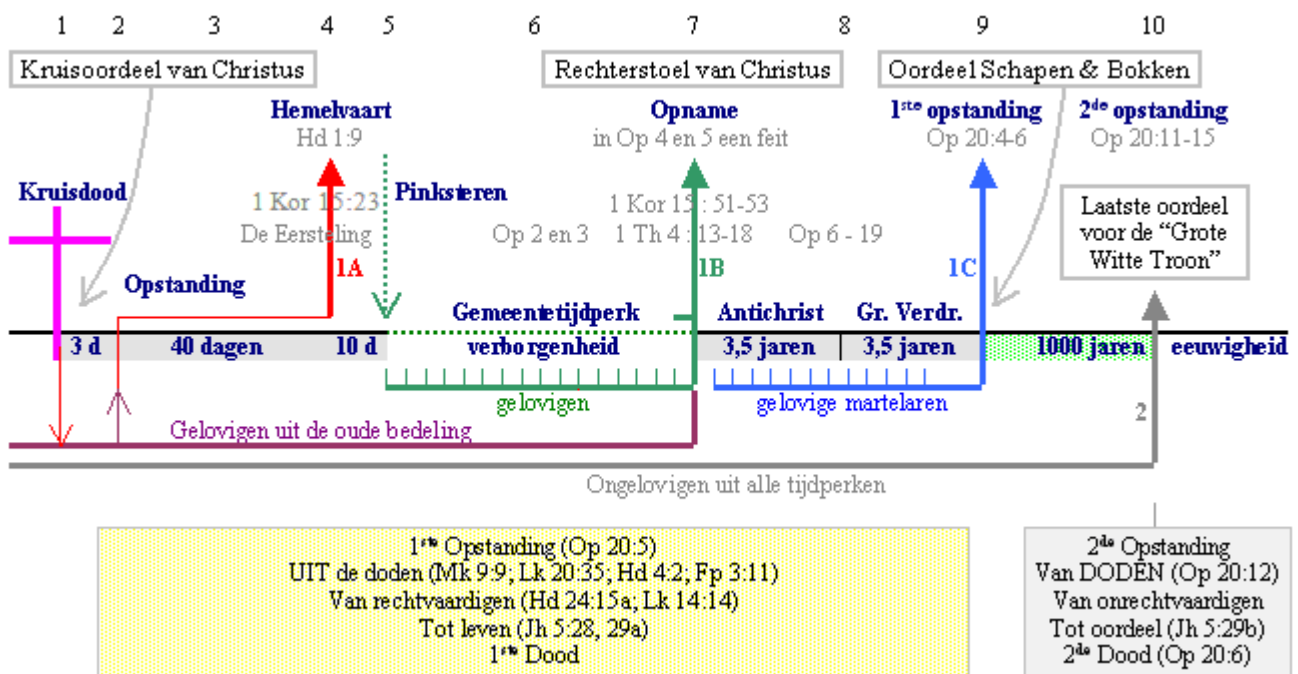 1 2 3 4 5 6 7 8 9 10
Kruisoordeel van Christus
Rechterstoel van Christus
Oordeel Schapen & Bokken
Hemelvaart
Hd 1:9
Opname
in Op 4 en 5 een feit
1ste opstanding
Op 20:4-6
2de opstanding
Op 20:11-15
Kruisdood
1 Kor 15:23
De Eersteling
Pinksteren
1 Kor 15 : 51-53
Op 2 en 3 1 Th 4 : 13-18 Op 6 - 19
Laatste oordeel
voor de “Grote
Witte Troon”
1A
1B
1C
Opstanding
Gemeentetijdperk
Antichrist
Gr. Verdr.
3 d
40 dagen
10 d
verborgenheid
3,5 jaren
3,5 jaren
1000 jaren
eeuwigheid
gelovigen
gelovige martelaren
2
Gelovigen uit de oude bedeling
Ongelovigen uit alle tijdperken
1ste Opstanding (Op 20:5)
UIT de doden (Mk 9:9; Lk 20:35; Hd 4:2; Fp 3:11)
Van rechtvaardigen (Hd 24:15a; Lk 14:14)
Tot leven (Jh 5:28, 29a)
1ste Dood
2de Opstanding
Van DODEN (Op 20:12)
Van onrechtvaardigen
Tot oordeel (Jh 5:29b)
2de Dood (Op 20:6)